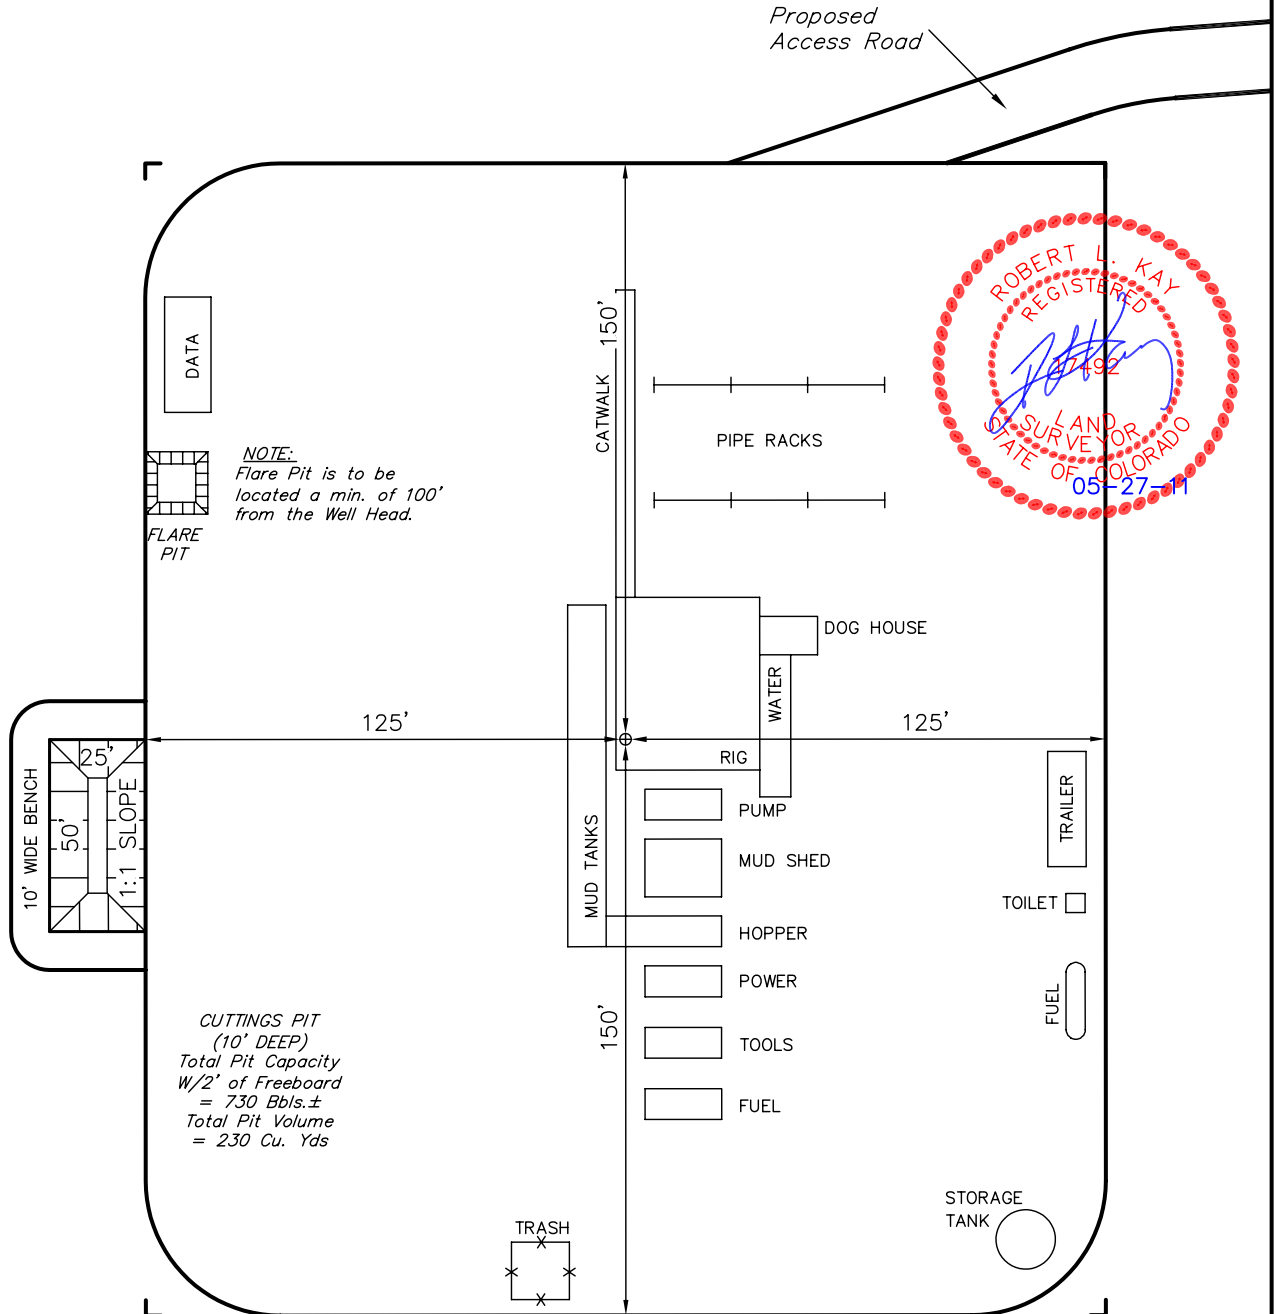 Proposed
Access Road
ROBERT L. KAY
REGISTERED
17492
LAND
SURVEYOR
STATE OF COLORADO
05-27-11
150'
CATWALK
DATA
PIPE RACKS
NOTE:
Flare Pit is to be
located a min. of 100'
from the Well Head.
FLARE
PIT
DOG HOUSE
WATER
125'
125'
RIG
25'
50'
1:1 SLOPE
10' WIDE BENCH
MUD TANKS
PUMP
MUD SHED
HOPPER
POWER
TOOLS
FUEL
TRAILER
TOILET
FUEL
150'
CUTTINGS PIT
(10' DEEP)
Total Pit Capacity
W/2' of Freeboard
= 730 Bbls.±
Total Pit Volume
= 230 Cu. Yds
TRASH
STORAGE
TANK